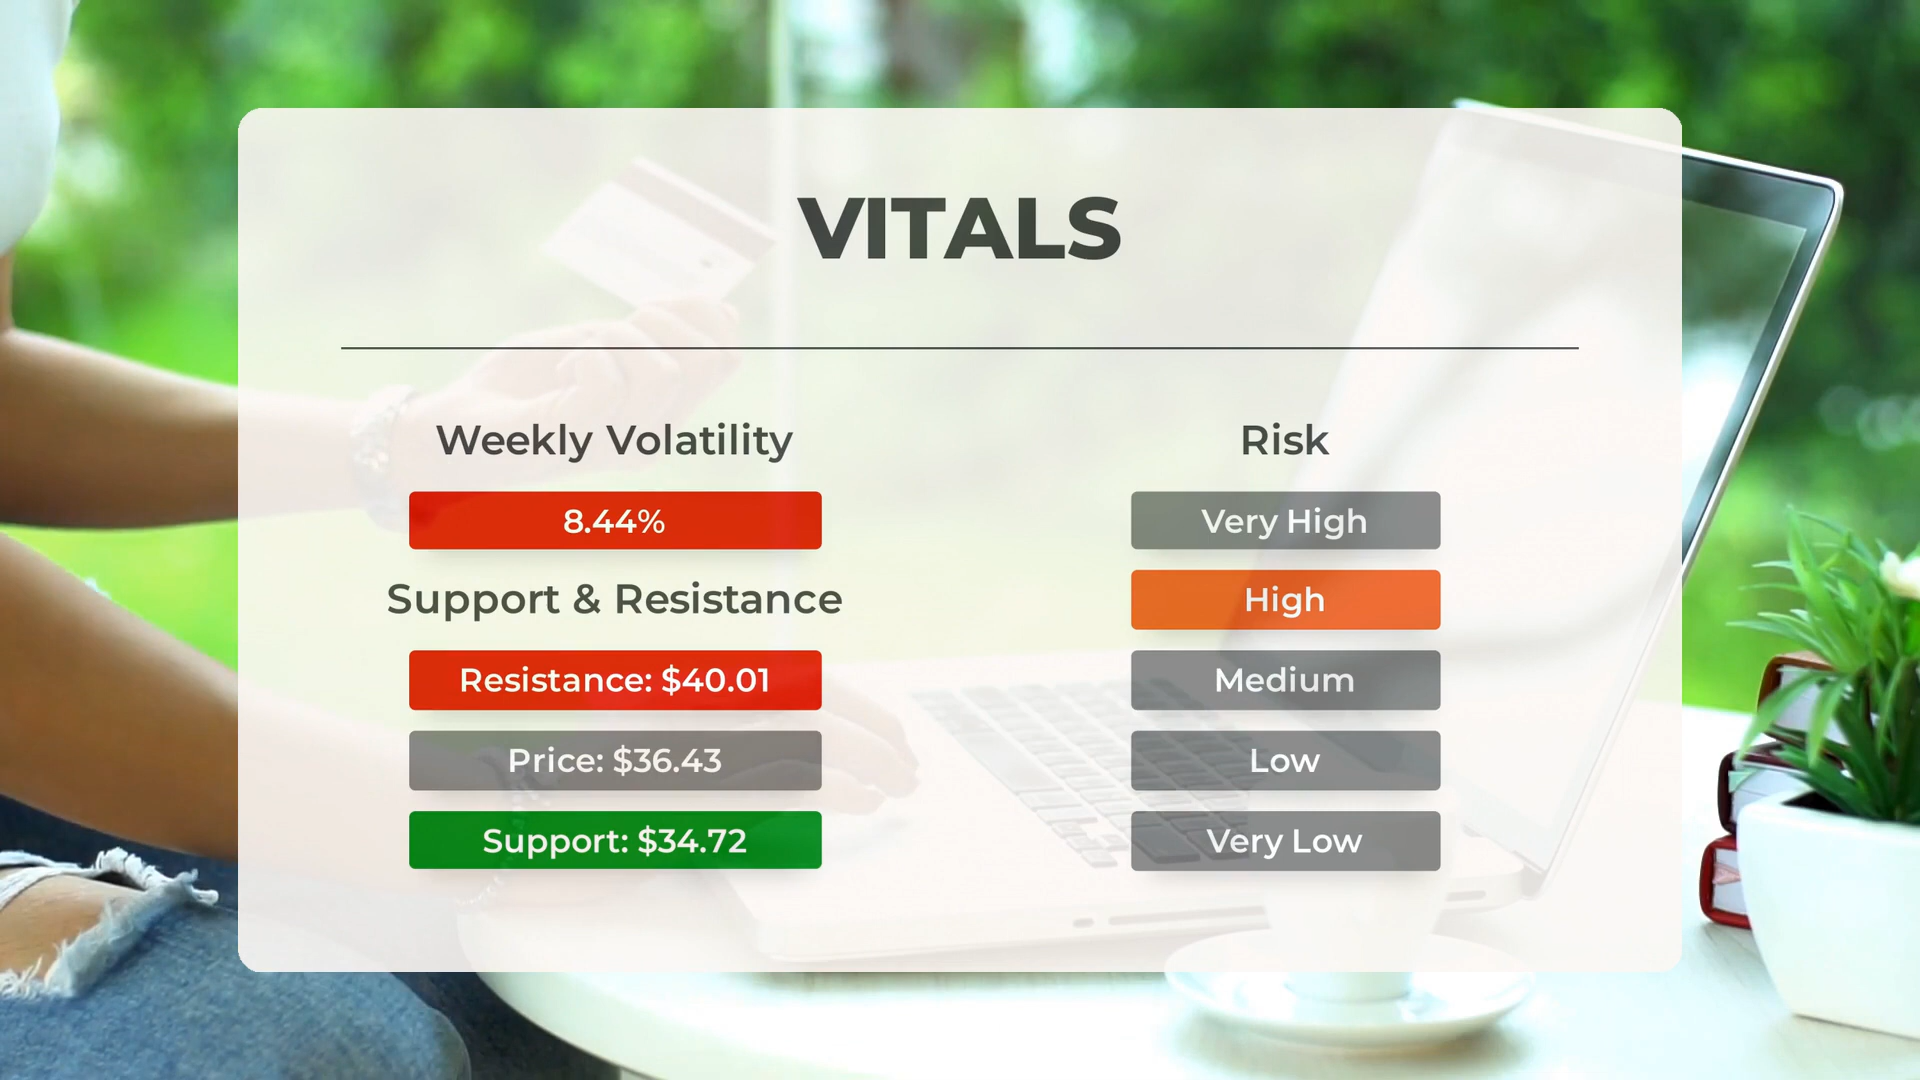 VITALS
Weekly Volatility
8.44%
Support & Resistance
Resistance: $40.01
Price: $36.43
Support: $34.72
Risk
Very High
High
Medium
Low
Very Low